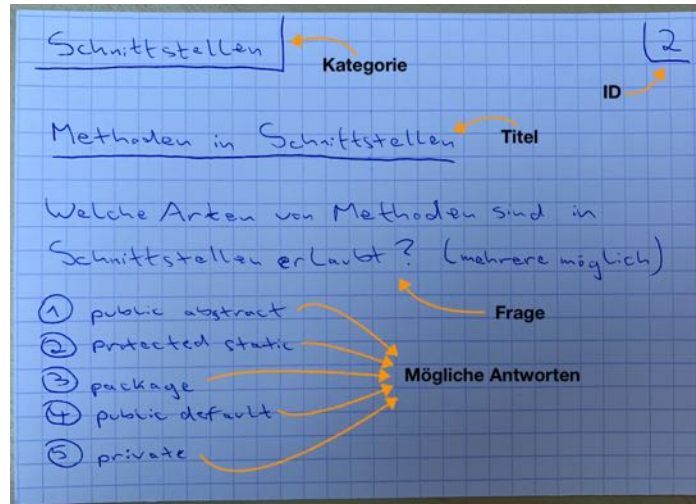 Schnittstellen
2
Kategorie
ID
Methoden in Schnittstellen
Titel
Welche Arten von Methoden sind in
Schnittstellen erlaubt? (mehrere möglich)
1 public abstract
Frage
2 protected static
3 package
Mögliche Antworten
4 public default
5 private